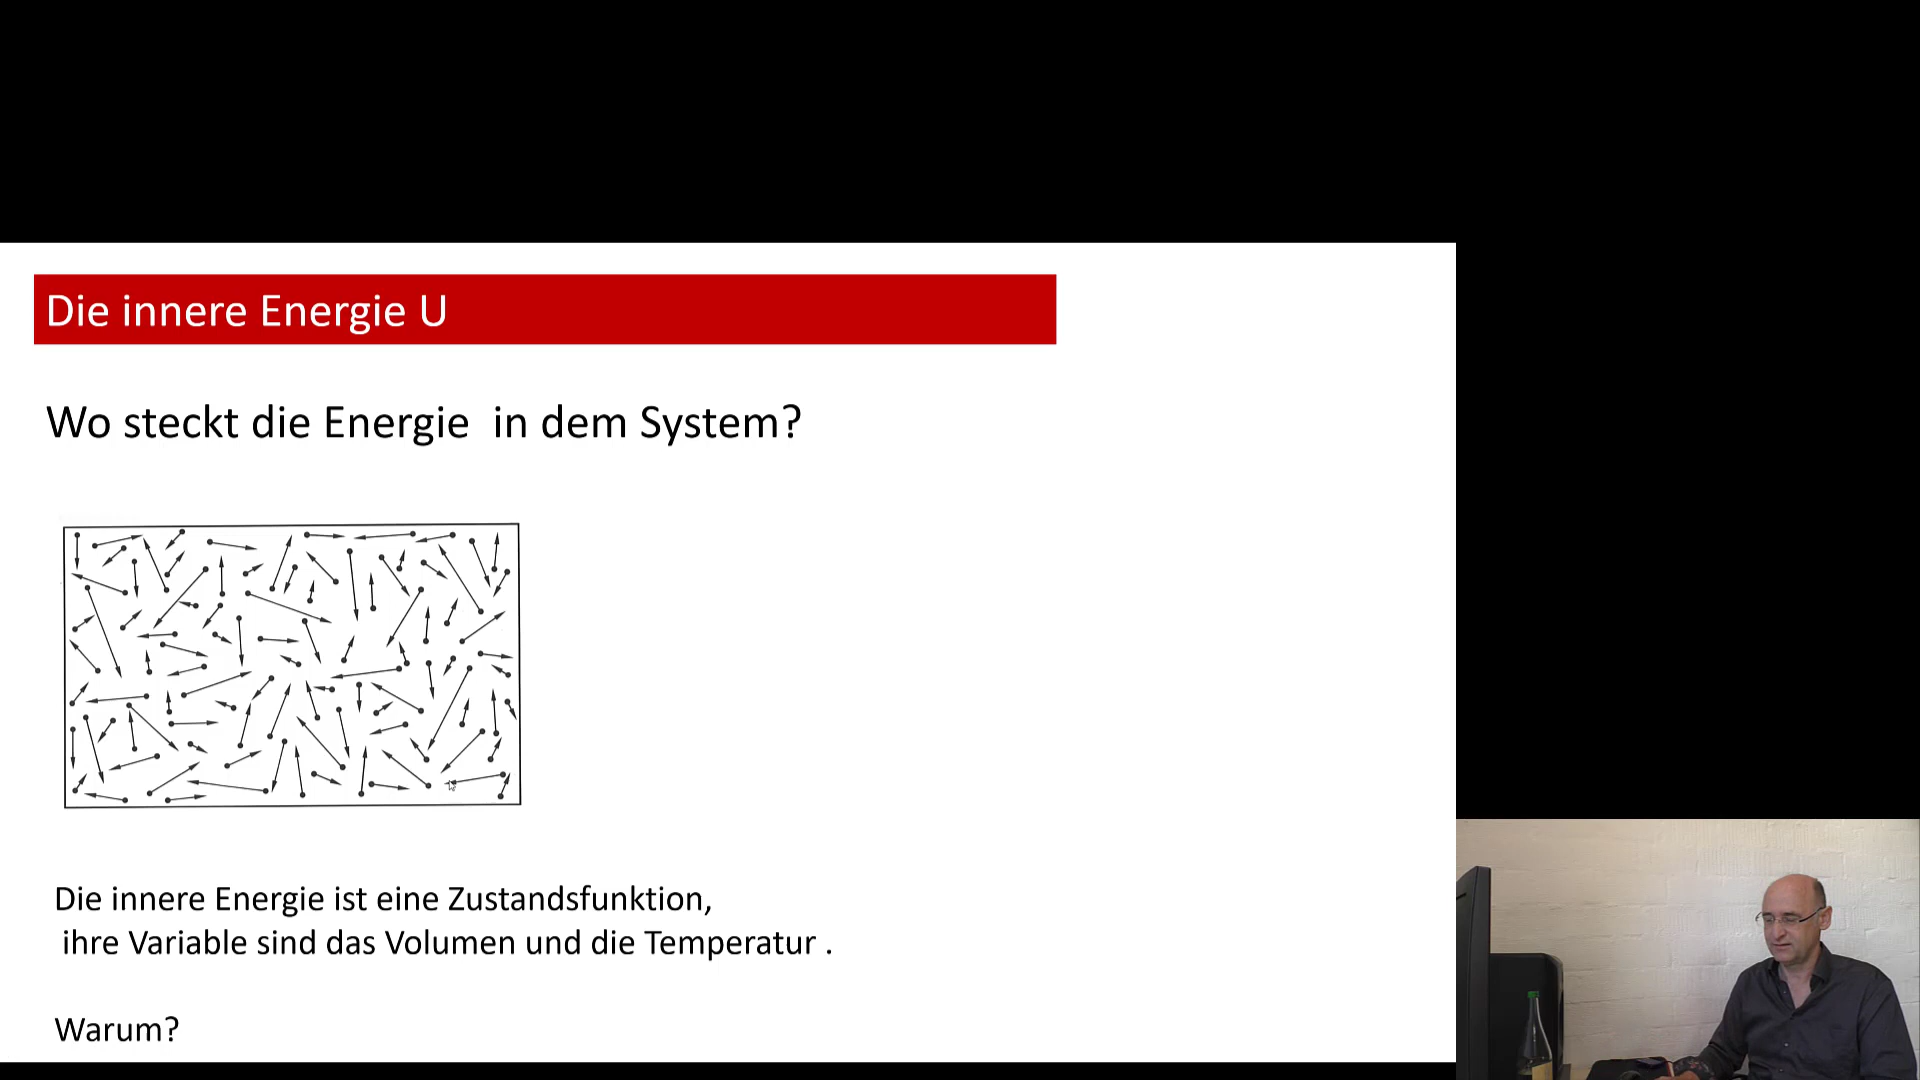 Die innere Energie U
Wo steckt die Energie in dem System?
Die innere Energie ist eine Zustandsfunktion,
ihre Variable sind das Volumen und die Temperatur .
Warum?